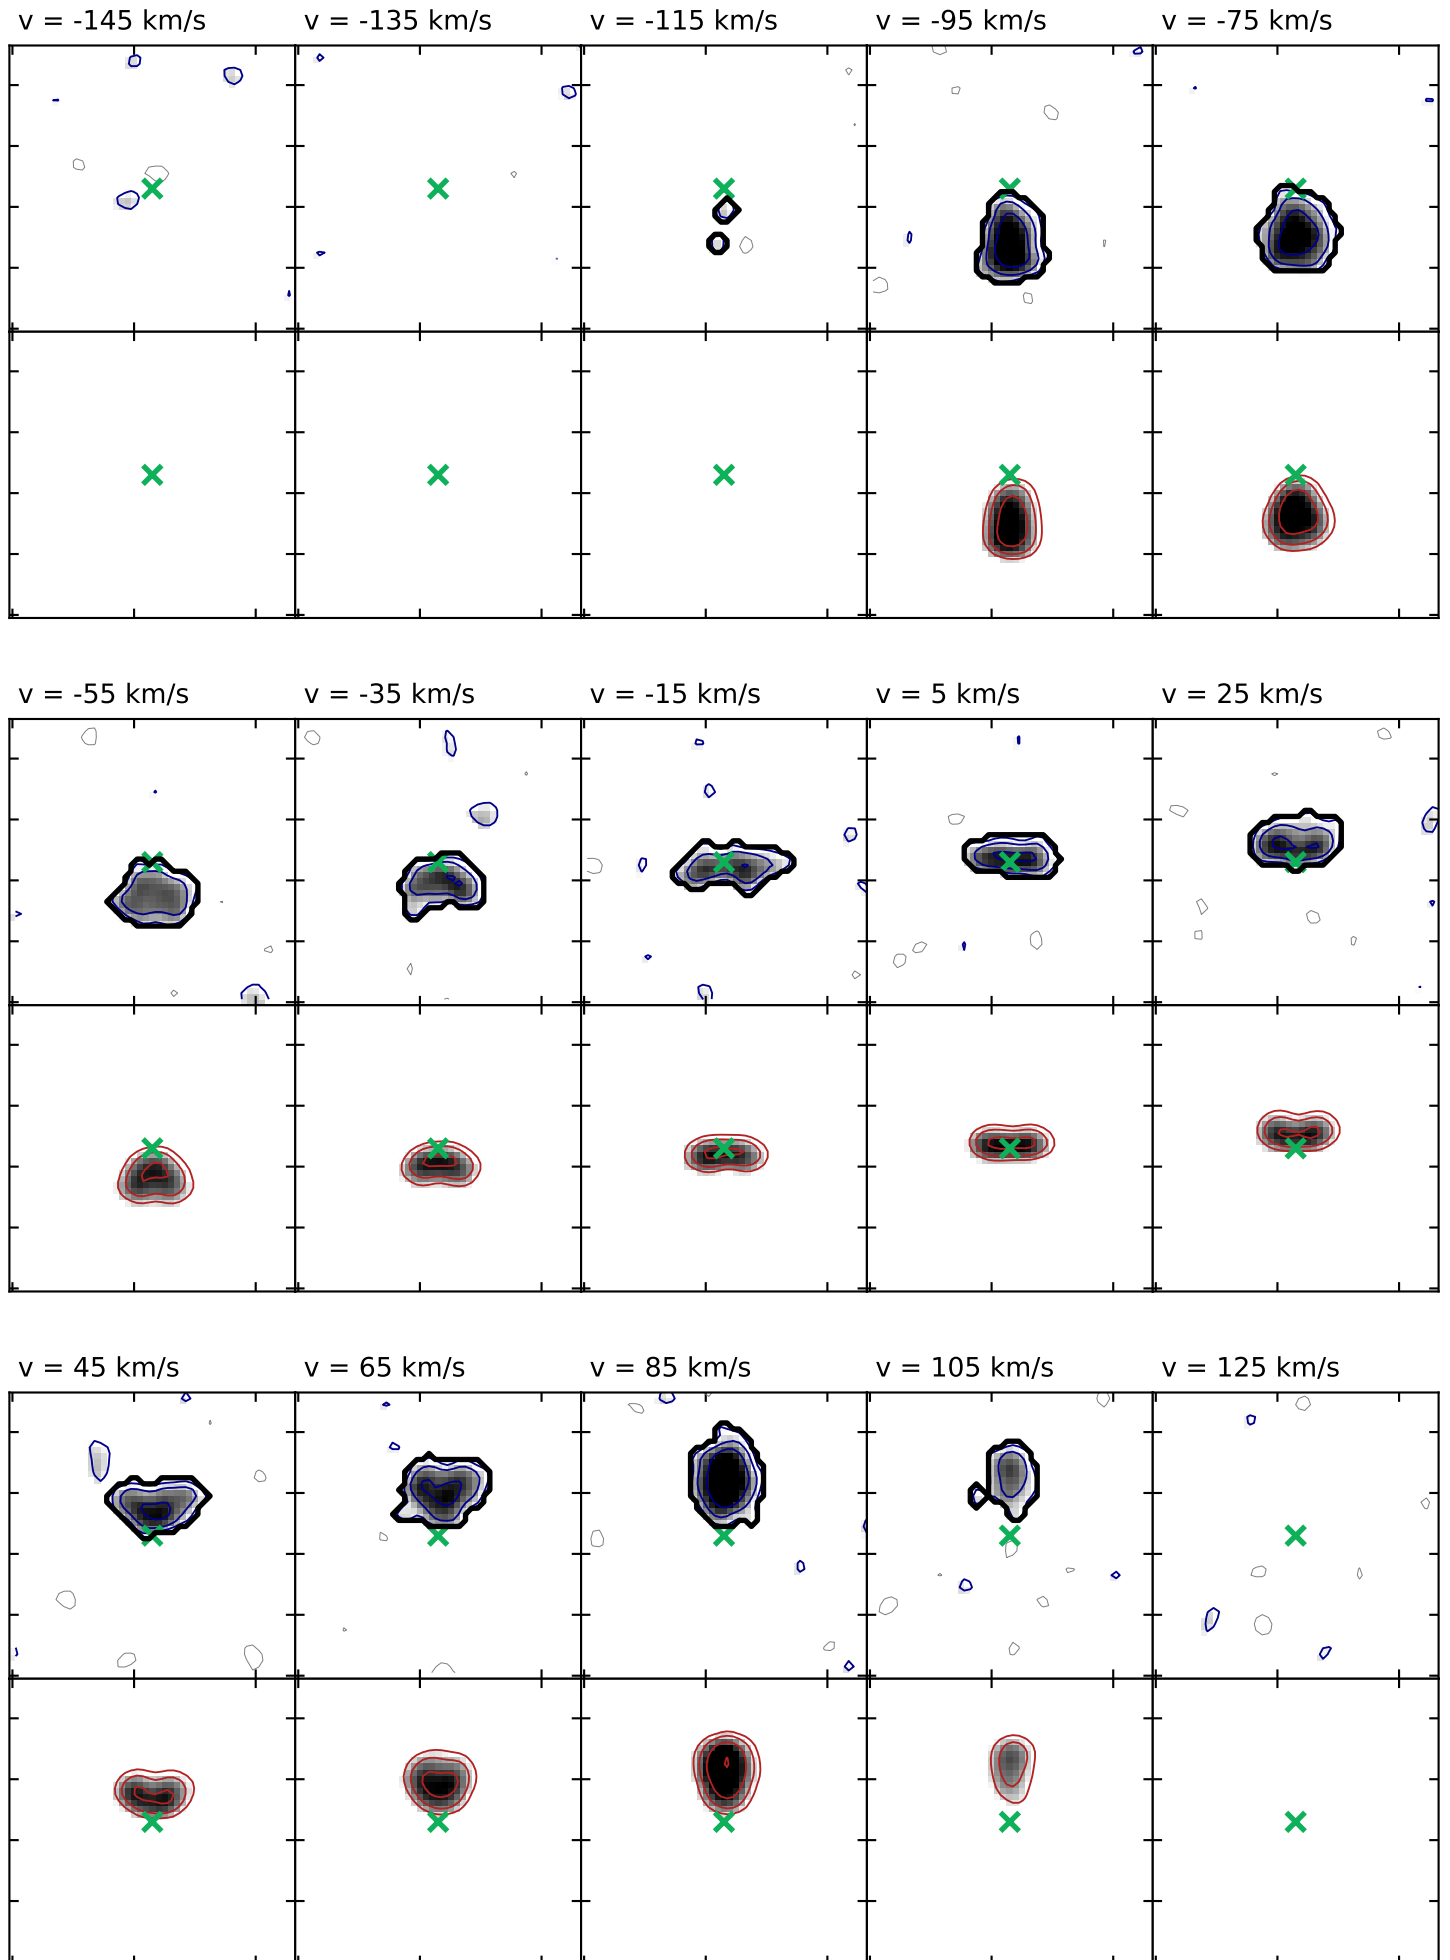 v = -145 km/s
v = -135 km/s
v = -115 km/s
v = -95 km/s
v = -75 km/s
v = -55 km/s
v = -35 km/s
v = -15 km/s
v = 5 km/s
v = 25 km/s
v = 45 km/s
v = 65 km/s
v = 85 km/s
v = 105 km/s
v = 125 km/s